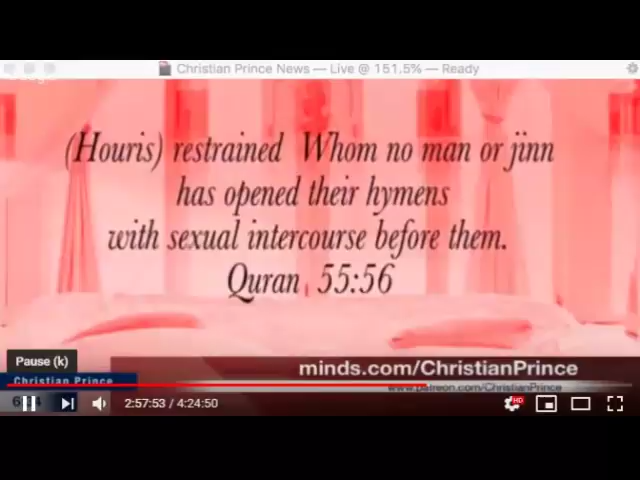 Christian Prince News — Live @ 151.5% — Ready
(Houris) restrained Whom no man or jinn
has opened their hymens
with sexual intercourse before them.
Quran 55:56
Pause (k)
minds.com/ChristianPrince
Christian Prince
www.patreon.com/ChristianPrince
2:57:53 / 4:24:50
HD